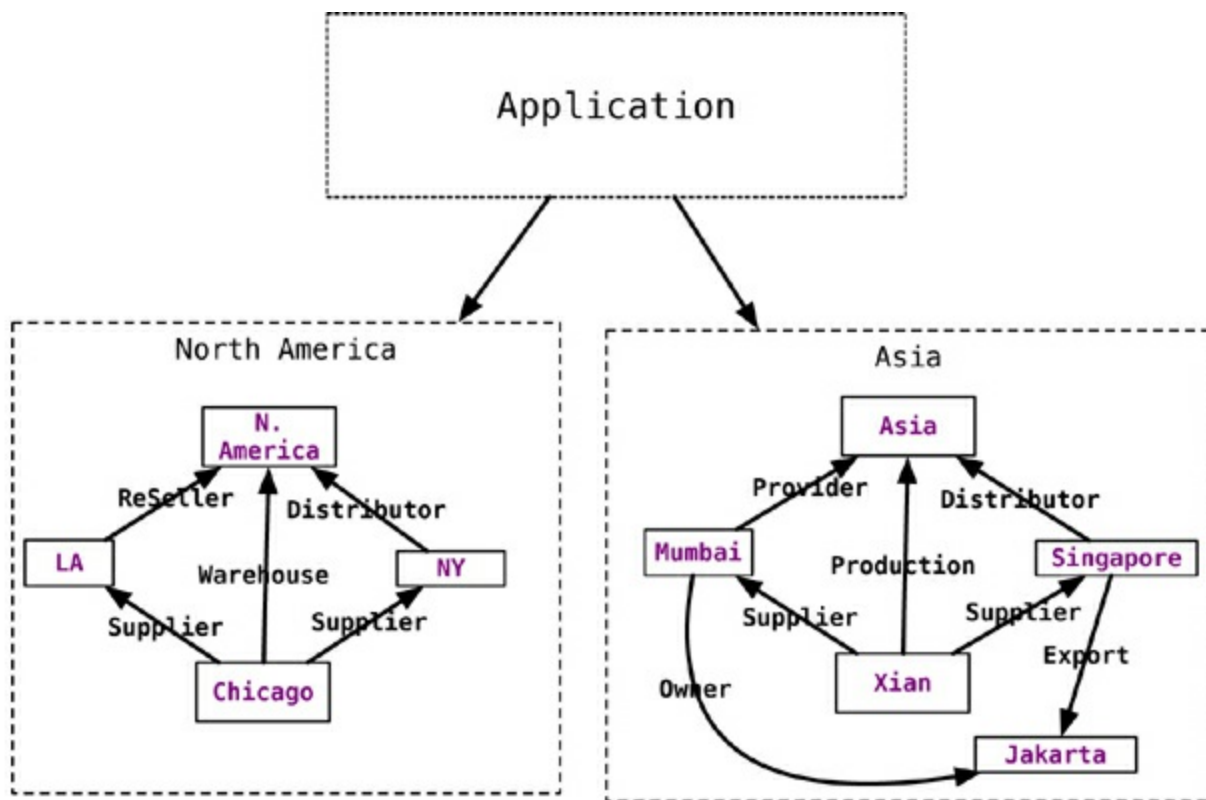 Application
North America
N.
America
ReSeller
Distributor
LA
Warehouse
NY
Supplier
Supplier
Chicago
Asia
Asia
Provider
Distributor
Mumbai
Production
Singapore
Supplier
Supplier
Export
Owner
Xian
Jakarta